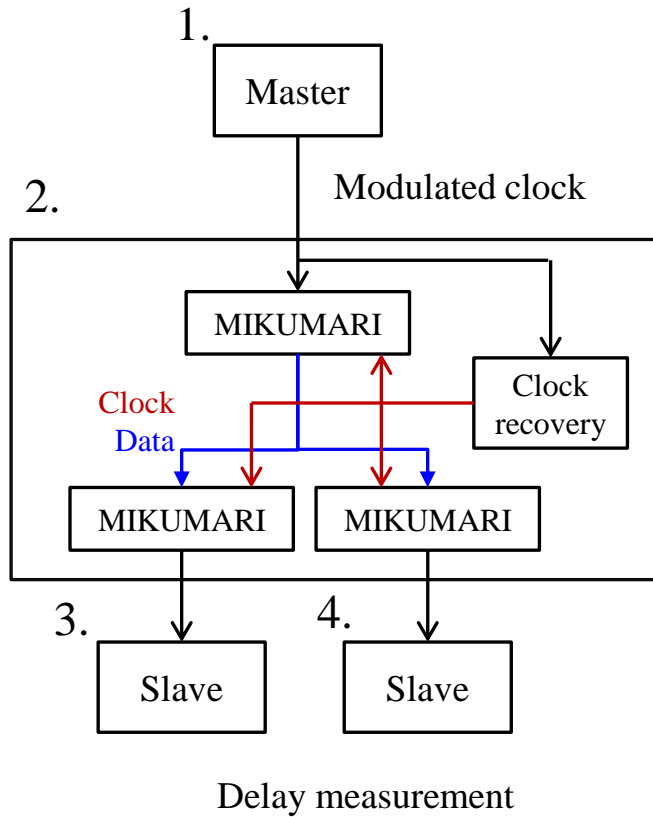 1.
Master
2.
Modulated clock
MIKUMARI
Clock
recovery
Clock
Data
MIKUMARI
MIKUMARI
3.
4.
Slave
Slave
Delay measurement